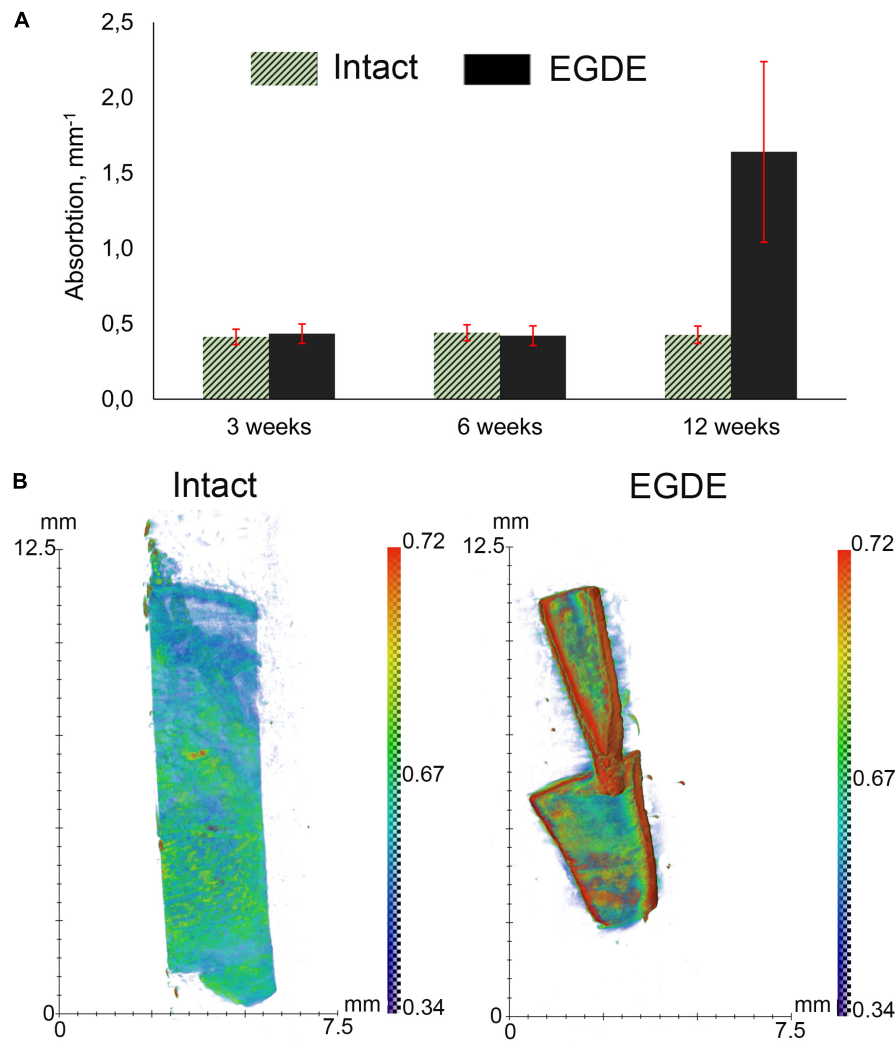 A
2,5
2,0
1,5
1,0
0,5
0,0
Absorbtion, mm-1
Intact
EGDE
3 weeks
6 weeks
12 weeks
B
Intact
EGDE
mm
12.5
0
0
mm
7.5
0.72
0.67
0.34
mm
12.5
0
0
mm
7.5
0.72
0.67
0.34